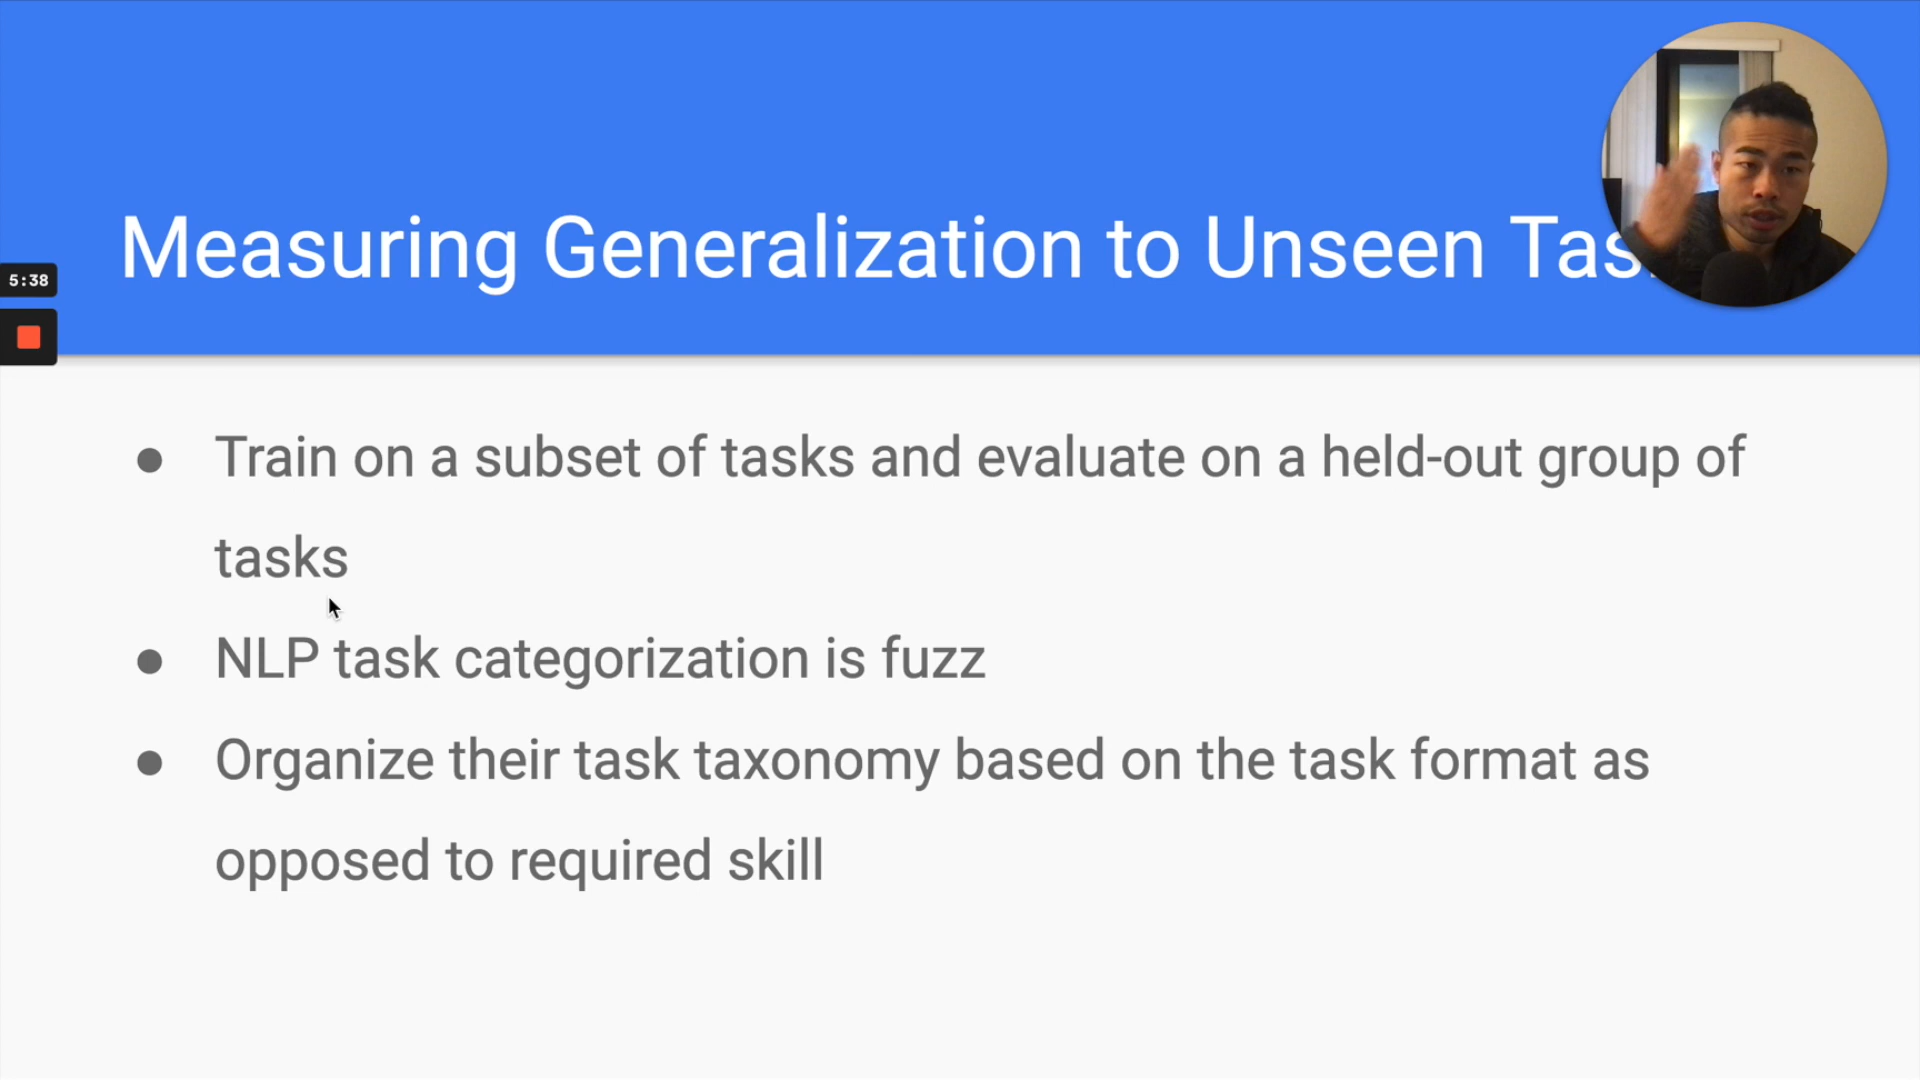 Measuring Generalization to Unseen
5:38
● Train on a subset of tasks and evaluate on a held-out group of
tasks
● NLP task categorization is fuzz
● Organize their task taxonomy based on the task format as
opposed to required skill